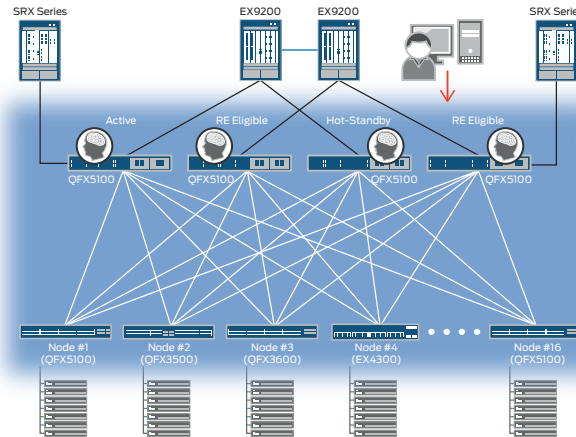 SRX Series
EX9200
EX9200
SRX Serie
Active
RE Eligible
Hot-Standby
RE Eligible
QFX5100
QFX5100
QFX5100
QFX5100
Node #1
(QFX5100)
Node #2
(QFX3500)
Node #3
(QFX3600)
Node #4
(EX4300)
Node #16
(QFX5100)